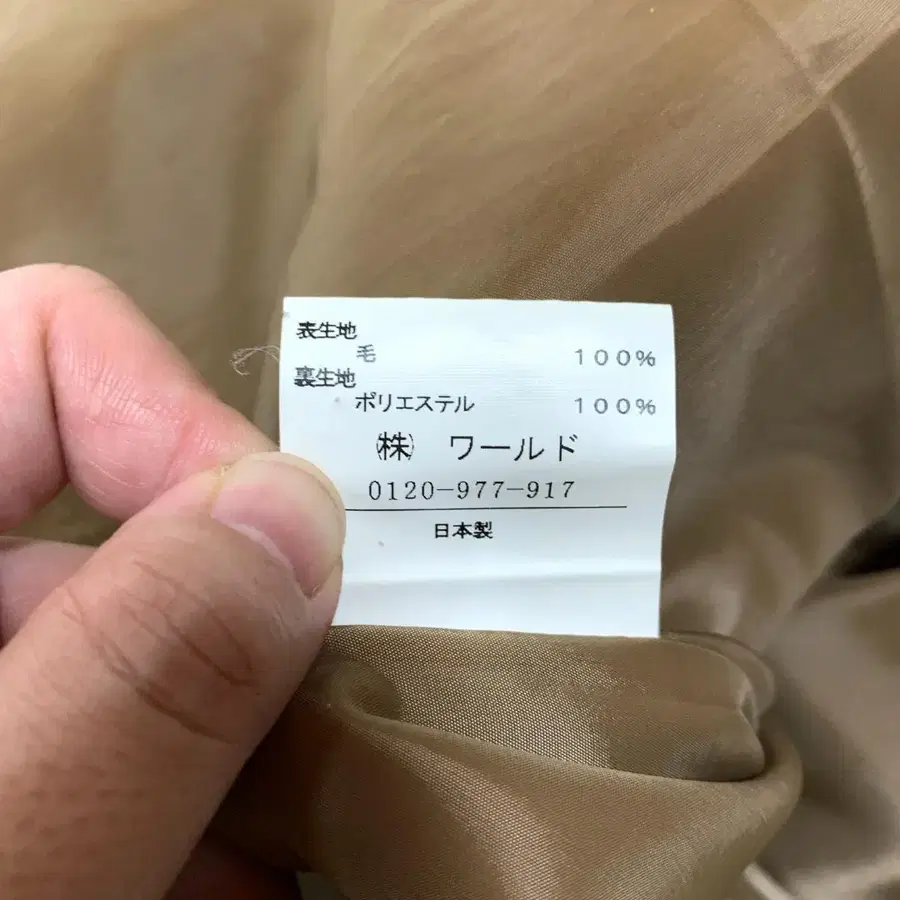 表生地
毛 100%
裏生地
ポリエステル 100%
㈱ ワールド
0120-977-917
日本製